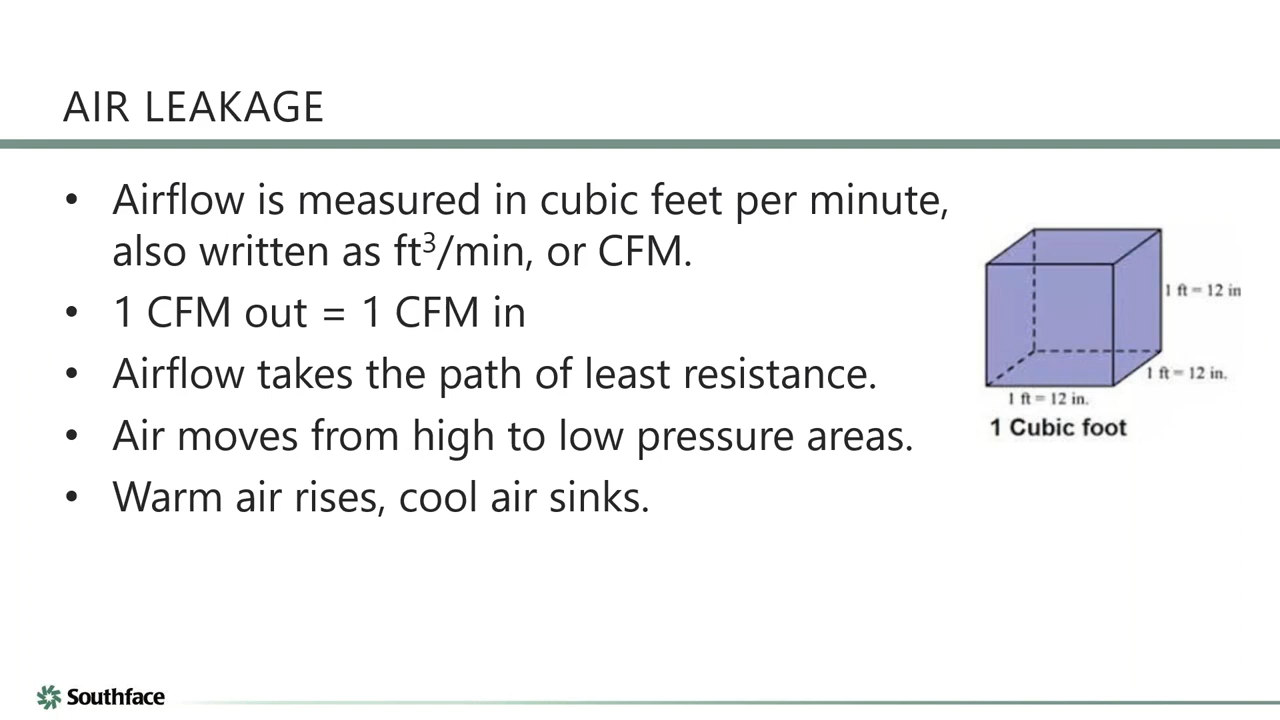 AIR LEAKAGE
• Airflow is measured in cubic feet per minute,
also written as ft³/min, or CFM.
• 1 CFM out = 1 CFM in
• Airflow takes the path of least resistance.
• Air moves from high to low pressure areas.
• Warm air rises, cool air sinks.
1 ft = 12 in
1 ft = 12 in.
1 ft = 12 in.
1 Cubic foot
Southface